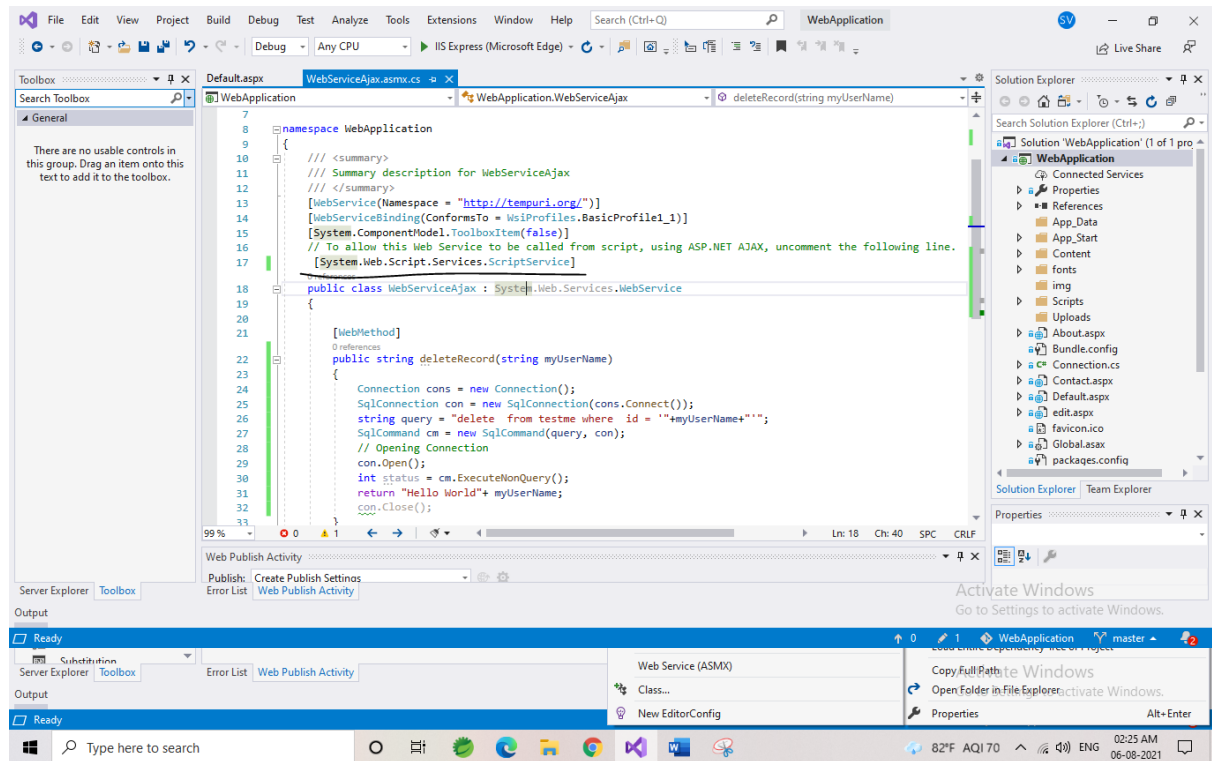 File Edit View Project Build Debug Test Analyze Tools Extensions Window Help Search (Ctrl+Q) WebApplication SV
Debug Any CPU IIS Express (Microsoft Edge) Live Share
Toolbox
Search Toolbox
General
There are no usable controls in
this group. Drag an item onto this
text to add it to the toolbox.
Default.aspx WebServiceAjax.asmx.cs
WebApplication WebApplication.WebServiceAjax deleteRecord(string myUserName)
7
8 namespace WebApplication
9 {
10 /// <summary>
11 /// Summary description for WebServiceAjax
12 /// </summary>
13 [WebService(Namespace = "http://tempuri.org/")]
14 [WebServiceBinding(ConformsTo = WsiProfiles.BasicProfile1_1)]
15 [System.ComponentModel.ToolboxItem(false)]
16 // To allow this Web Service to be called from script, using ASP.NET AJAX, uncomment the following line.
17 [System.Web.Script.Services.ScriptService]
0 references
18 public class WebServiceAjax : System.Web.Services.WebService
19 {
20
21 [WebMethod]
0 references
22 public string deleteRecord(string myUserName)
23 {
24 Connection cons = new Connection();
25 SqlConnection con = new SqlConnection(cons.Connect());
26 string query = "delete  from testme where  id = '"+myUserName+"'";
27 SqlCommand cm = new SqlCommand(query, con);
28 // Opening Connection
29 con.Open();
30 int status = cm.ExecuteNonQuery();
31 return "Hello World"+ myUserName;
32 con.Close();
33 }
99 % 0 1 Ln: 18 Ch: 40 SPC CRLF
Web Publish Activity
Publish: Create Publish Settings
Server Explorer Toolbox Error List Web Publish Activity
Output
Solution Explorer
Search Solution Explorer (Ctrl+;)
Solution 'WebApplication' (1 of 1 pro
WebApplication
Connected Services
Properties
References
App_Data
App_Start
Content
fonts
img
Scripts
Uploads
About.aspx
Bundle.config
Connection.cs
Contact.aspx
Default.aspx
edit.aspx
favicon.ico
Global.asax
packages.config
Solution Explorer Team Explorer
Properties
Activate Windows
Go to Settings to activate Windows.
Ready 0 1 WebApplication master 2
Substitution
Server Explorer Toolbox Error List Web Publish Activity
Output
Ready
Web Service (ASMX)
Class...
New EditorConfig
Load Entire Dependency Tree of Project
Copy Full Path
Open Folder in File Explorer
Properties Alt+Enter
Type here to search 82°F AQI 70 ENG 02:25 AM
06-08-2021